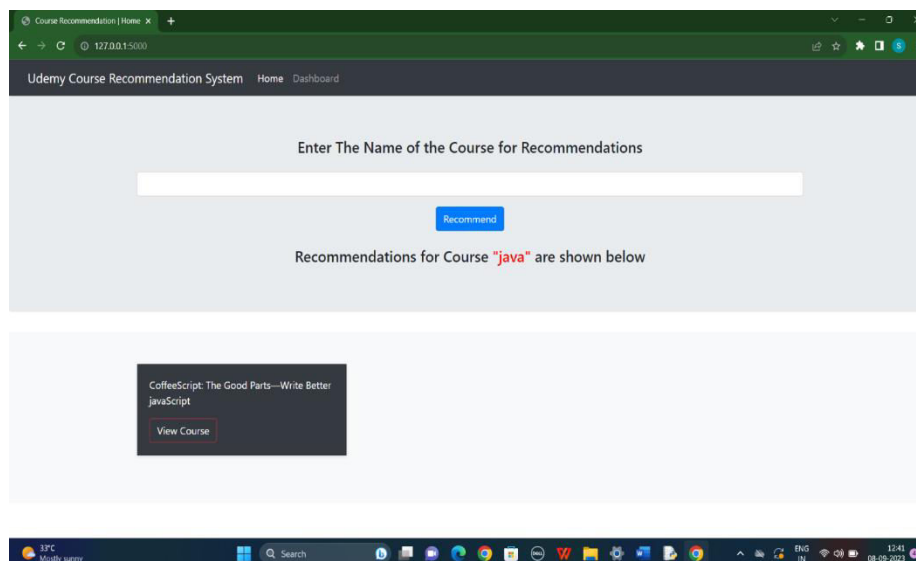 Course Recommendation | Home
127.0.0.1:5000
S
Udemy Course Recommendation System Home Dashboard
Enter The Name of the Course for Recommendations
Recommend
Recommendations for Course "java" are shown below
CoffeeScript: The Good Parts—Write Better
javaScript
View Course
33°C
Mostly sunny
Search
ENG
IN
12:41
08-09-2023